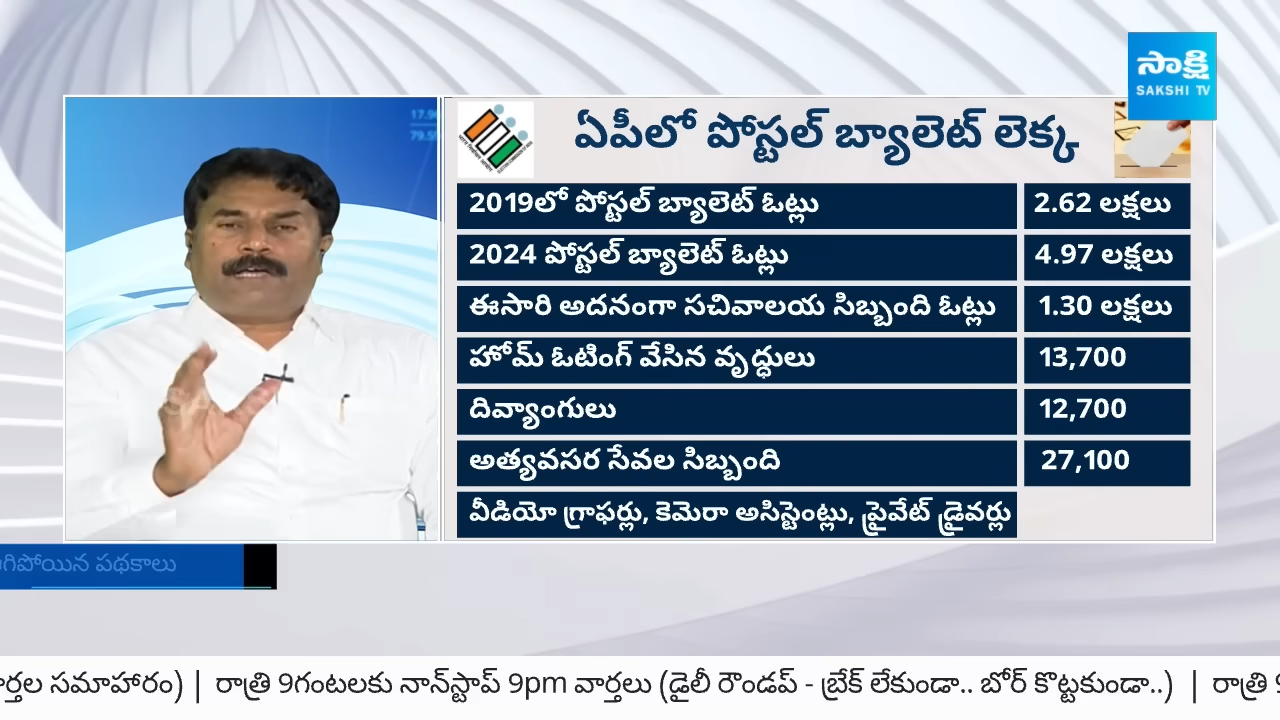 సాక్షి
SAKSHI TV
ఏపీలో పోస్టల్ బ్యాలెట్ లెక్క
2019లో పోస్టల్ బ్యాలెట్ ఓట్లు 2.62 లక్షలు
2024 పోస్టల్ బ్యాలెట్ ఓట్లు 4.97 లక్షలు
ఈసారి అదనంగా సచివాలయ సిబ్బంది ఓట్లు 1.30 లక్షలు
హోమ్ ఓటింగ్ వేసిన వృద్ధులు 13,700
దివ్యాంగులు 12,700
అత్యవసర సేవల సిబ్బంది 27,100
వీడియో గ్రాఫర్లు, కెమెరా అసిస్టెంట్లు, ప్రైవేట్ డ్రైవర్లు
పథకాలు
సమాహారం) | రాత్రి 9గంటలకు నాన్‌స్టాప్ 9pm వార్తలు (డైలీ రౌండప్ - బ్రేక్ లేకుండా.. బోర్ కొట్టకుండా..) | రాత్రి